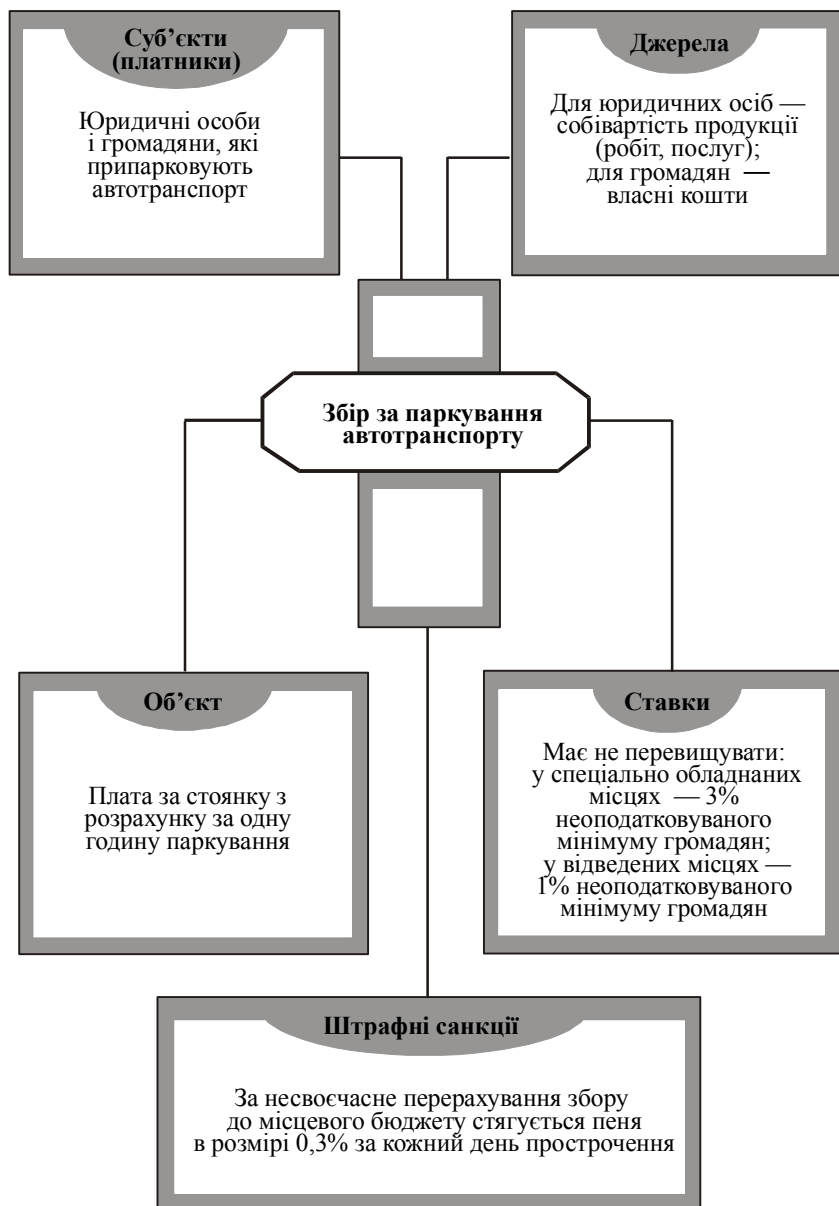 Суб’єкти
(платники)
Юридичні особи
і громадяни, які
припарковують
автотранспорт
Джерела
Для юридичних осіб —
собівартість продукції
(робіт, послуг);
для громадян —
власні кошти
Збір за паркування
автотранспорту
Об’єкт
Плата за стоянку з
розрахунку за одну
годину паркування
Ставки
Має не перевищувати:
у спеціально обладнаних
місцях — 3%
неоподатковуваного
мінімуму громадян;
у відведених місцях —
1% неоподатковуваного
мінімуму громадян
Штрафні санкції
За несвоєчасне перерахування збору
до місцевого бюджету стягується пеня
в розмірі 0,3% за кожний день прострочення